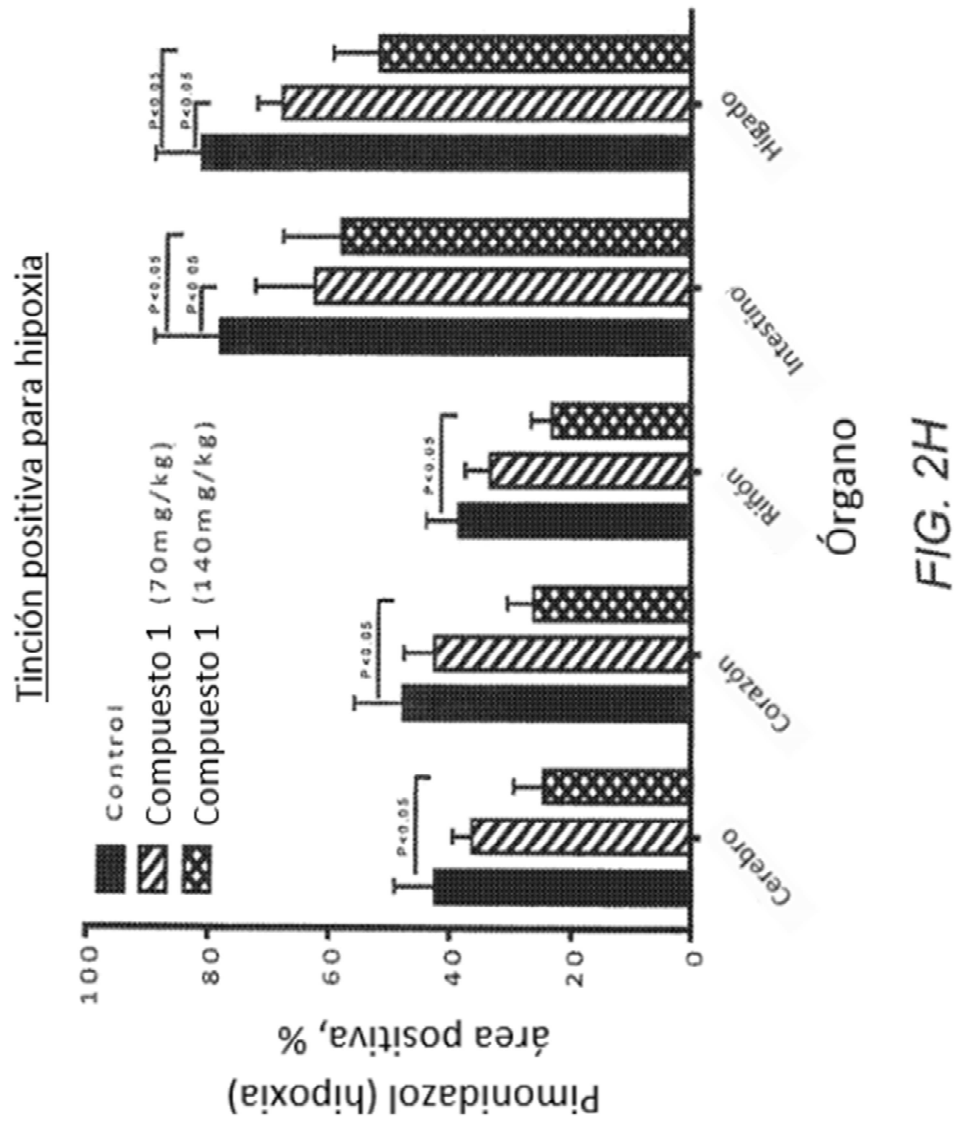 Tinción positiva para hipoxia
Control
Compuesto 1 (70mg/kg)
Compuesto 1 (140mg/kg)
Pimonidazol (hipoxia)
área positiva, %
100
80
60
40
20
0
P<0.05
P<0.05
P<0.05
P<0.05
P<0.05
P<0.05
P<0.05
Cerebro
Corazón
Riñón
Intestino
Hígado
Órgano
FIG. 2H